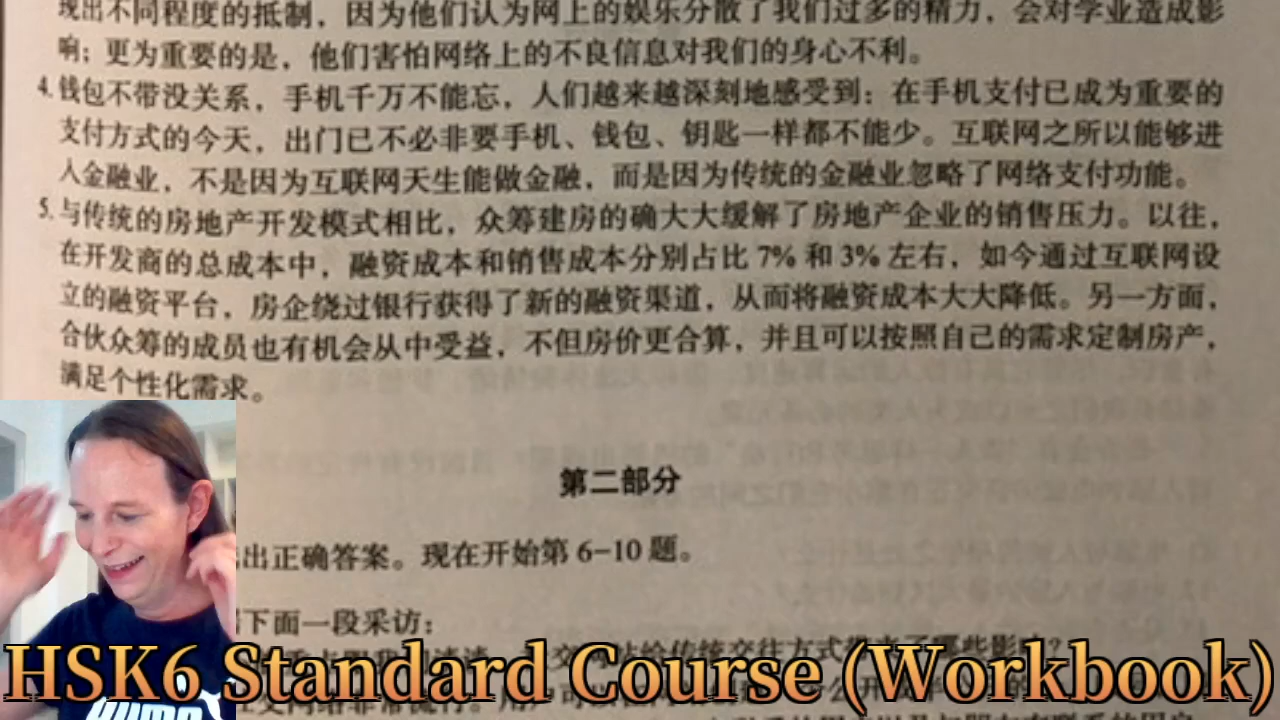 现出不同程度的抵制，因为他们认为网上的娱乐分散了我们过多的精力，会对学业造成影
响；更为重要的是，他们害怕网络上的不良信息对我们的身心不利。
4. 钱包不带没关系，手机千万不能忘，人们越来越深刻地感受到：在手机支付已成为重要的
支付方式的今天，出门已不必非要手机、钱包、钥匙一样都不能少。互联网之所以能够进
入金融业，不是因为互联网天生能做金融，而是因为传统的金融业忽略了网络支付功能。
5. 与传统的房地产开发模式相比，众筹建房的确大大缓解了房地产企业的销售压力。以往，
在开发商的总成本中，融资成本和销售成本分别占比 7% 和 3% 左右，如今通过互联网设
立的融资平台，房企绕过银行获得了新的融资渠道，从而将融资成本大大降低。另一方面，
合伙众筹的成员也有机会从中受益，不但房价更合算，并且可以按照自己的需求定制房产，
满足个性化需求。
第二部分
出正确答案。现在开始第 6-10 题。
下面一段采访：
交网站给传统交往方式带来了哪些影响？
HSK6 Standard Course (Workbook)